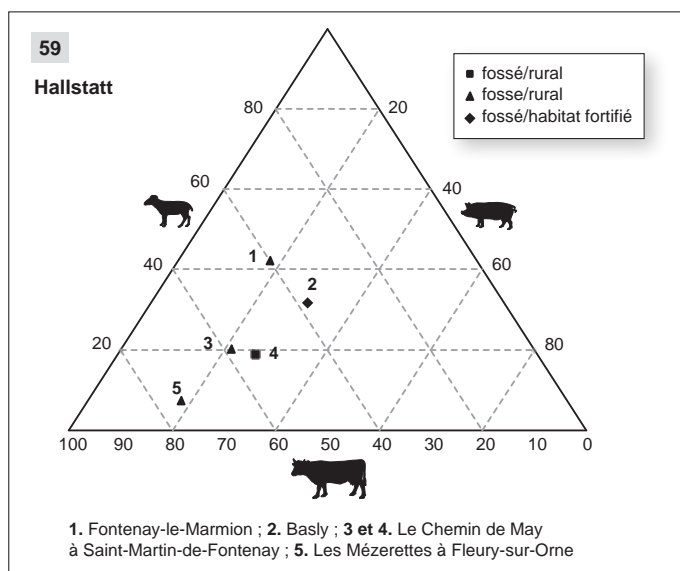 59
Hallstatt
■ fossé/rural
▲ fosse/rural
◆ fossé/habitat fortifié
80
20
60
40
1
2
40
60
3
4
20
80
5
100 90 80 70 60 50 40 30 20 10 0
1. Fontenay-le-Marmion ; 2. Basly ; 3 et 4. Le Chemin de May
à Saint-Martin-de-Fontenay ; 5. Les Mézerettes à Fleury-sur-Orne